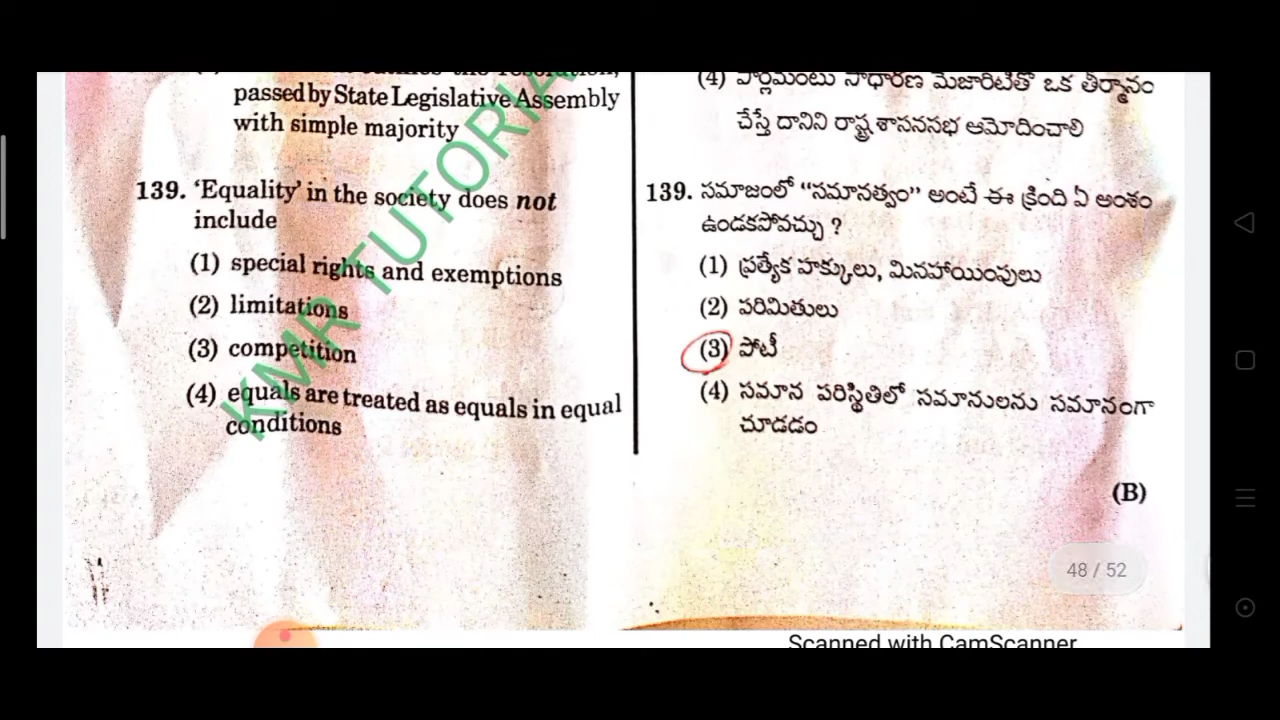 passed by State Legislative Assembly
with simple majority
139. 'Equality' in the society does not
include
(1) special rights and exemptions
(2) limitations
(3) competition
(4) equals are treated as equals in equal
conditions
KMR TUTORIA
(4) పార్లమెంటు సాధారణ మెజారిటీతో ఒక తీర్మానం
చేస్తే దానిని రాష్ట్ర శాసనసభ ఆమోదించాలి
139. సమాజంలో "సమానత్వం" అంటే ఈ క్రింది ఏ అంశం
ఉండకపోవచ్చు ?
(1) ప్రత్యేక హక్కులు, మినహాయింపులు
(2) పరిమితులు
(3) పోటీ
(4) సమాన పరిస్థితిలో సమానులను సమానంగా
చూడడం
(B)
48 / 52
Scanned with CamScanner